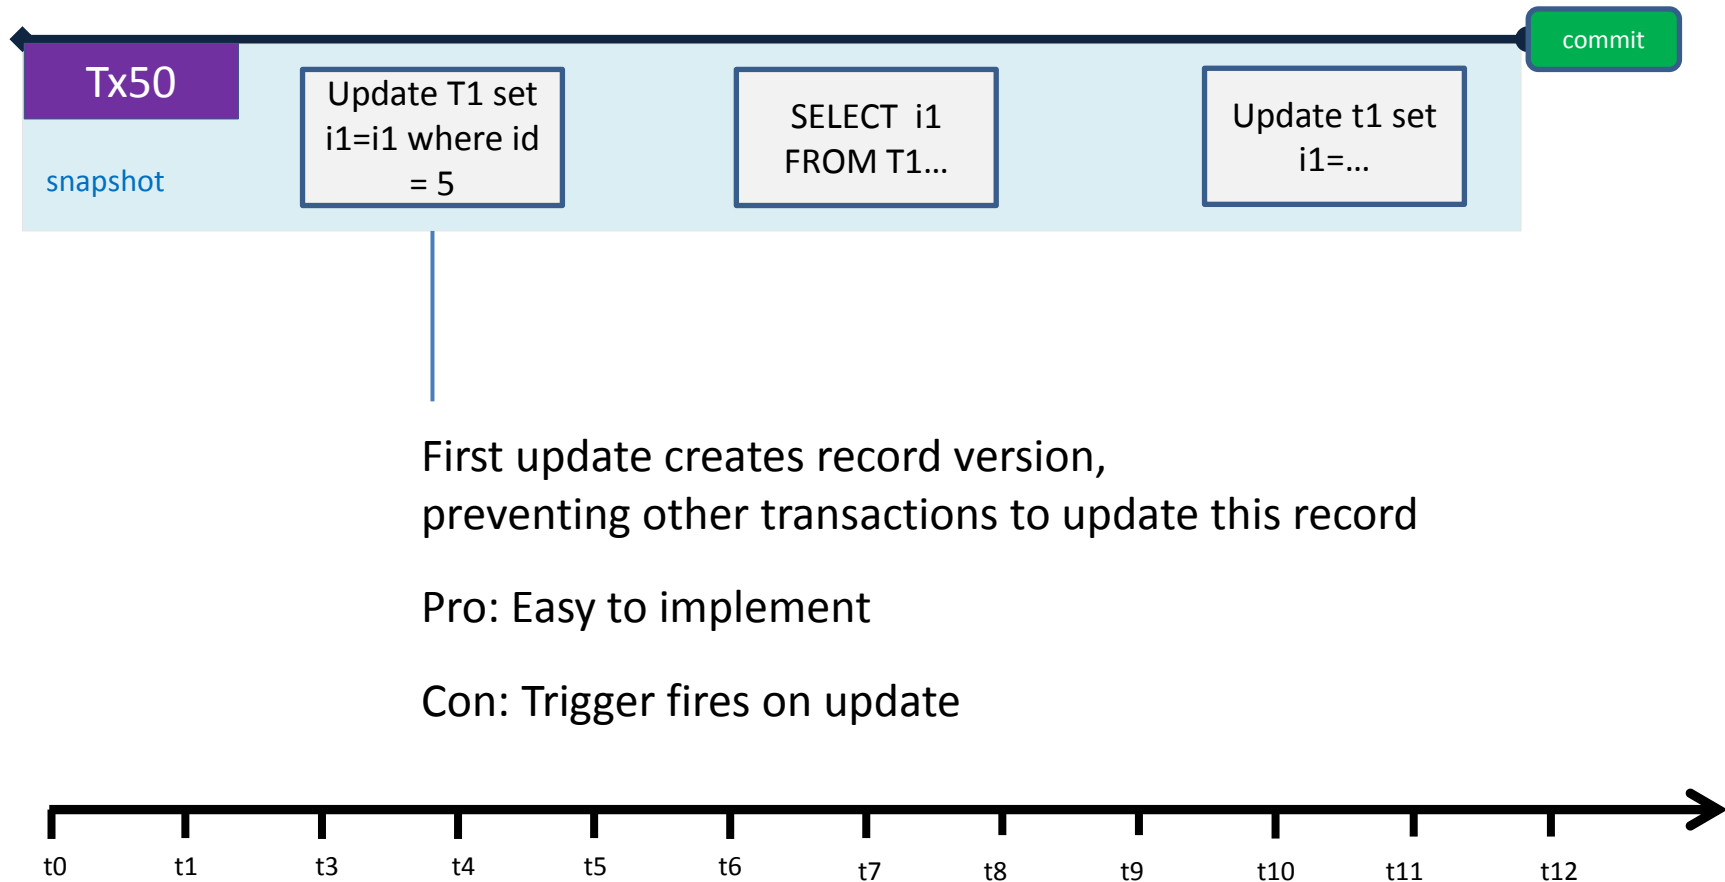 commit
Tx50
snapshot
Update T1 set
i1=i1 where id
= 5
SELECT i1
FROM T1...
Update t1 set
i1=...
First update creates record version,
preventing other transactions to update this record
Pro: Easy to implement
Con: Trigger fires on update
t0 t1 t3 t4 t5 t6 t7 t8 t9 t10 t11 t12